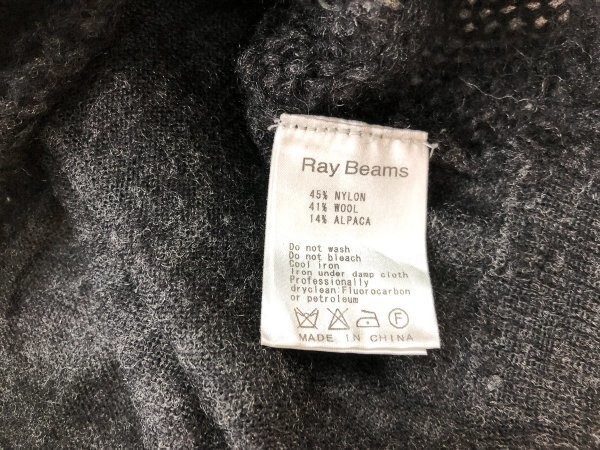 Ray Beams
45% NYLON
41% WOOL
14% ALPACA
Do not wash
Do not bleach
Cool iron
Iron under damp cloth
Professionally
dryclean Fluorocarbon
or petroleum
F
MADE IN CHINA